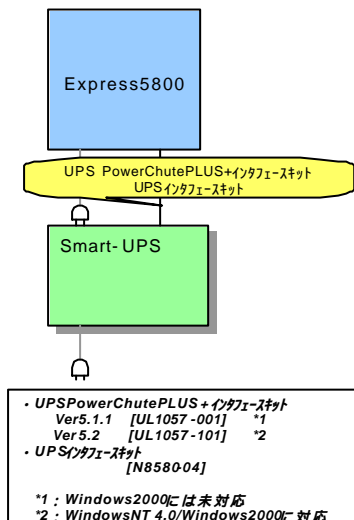 Express5800
UPS PowerChutePLUS+インタフェースキット
UPSインタフェースキット
Smart-UPS
・UPSPowerChutePLUS+インタフェースキット
Ver5.1.1 [UL1057-001] *1
Ver5.2 [UL1057-101] *2
・UPSインタフェースキット
[N8580-04]
*1：Windows2000には未対応
*2：WindowsNT 4.0/Windows2000に対応